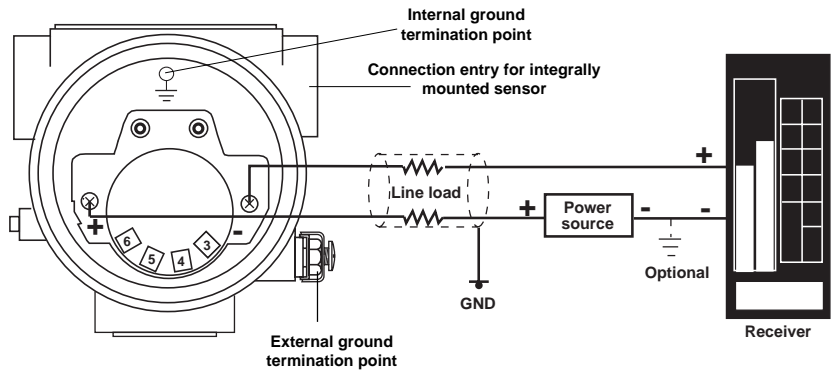 Internal ground
termination point
Connection entry for integrally
mounted sensor
+
Line load
+
Power
source
-
-
+
-
6
5
4
3
Optional
GND
External ground
termination point
Receiver